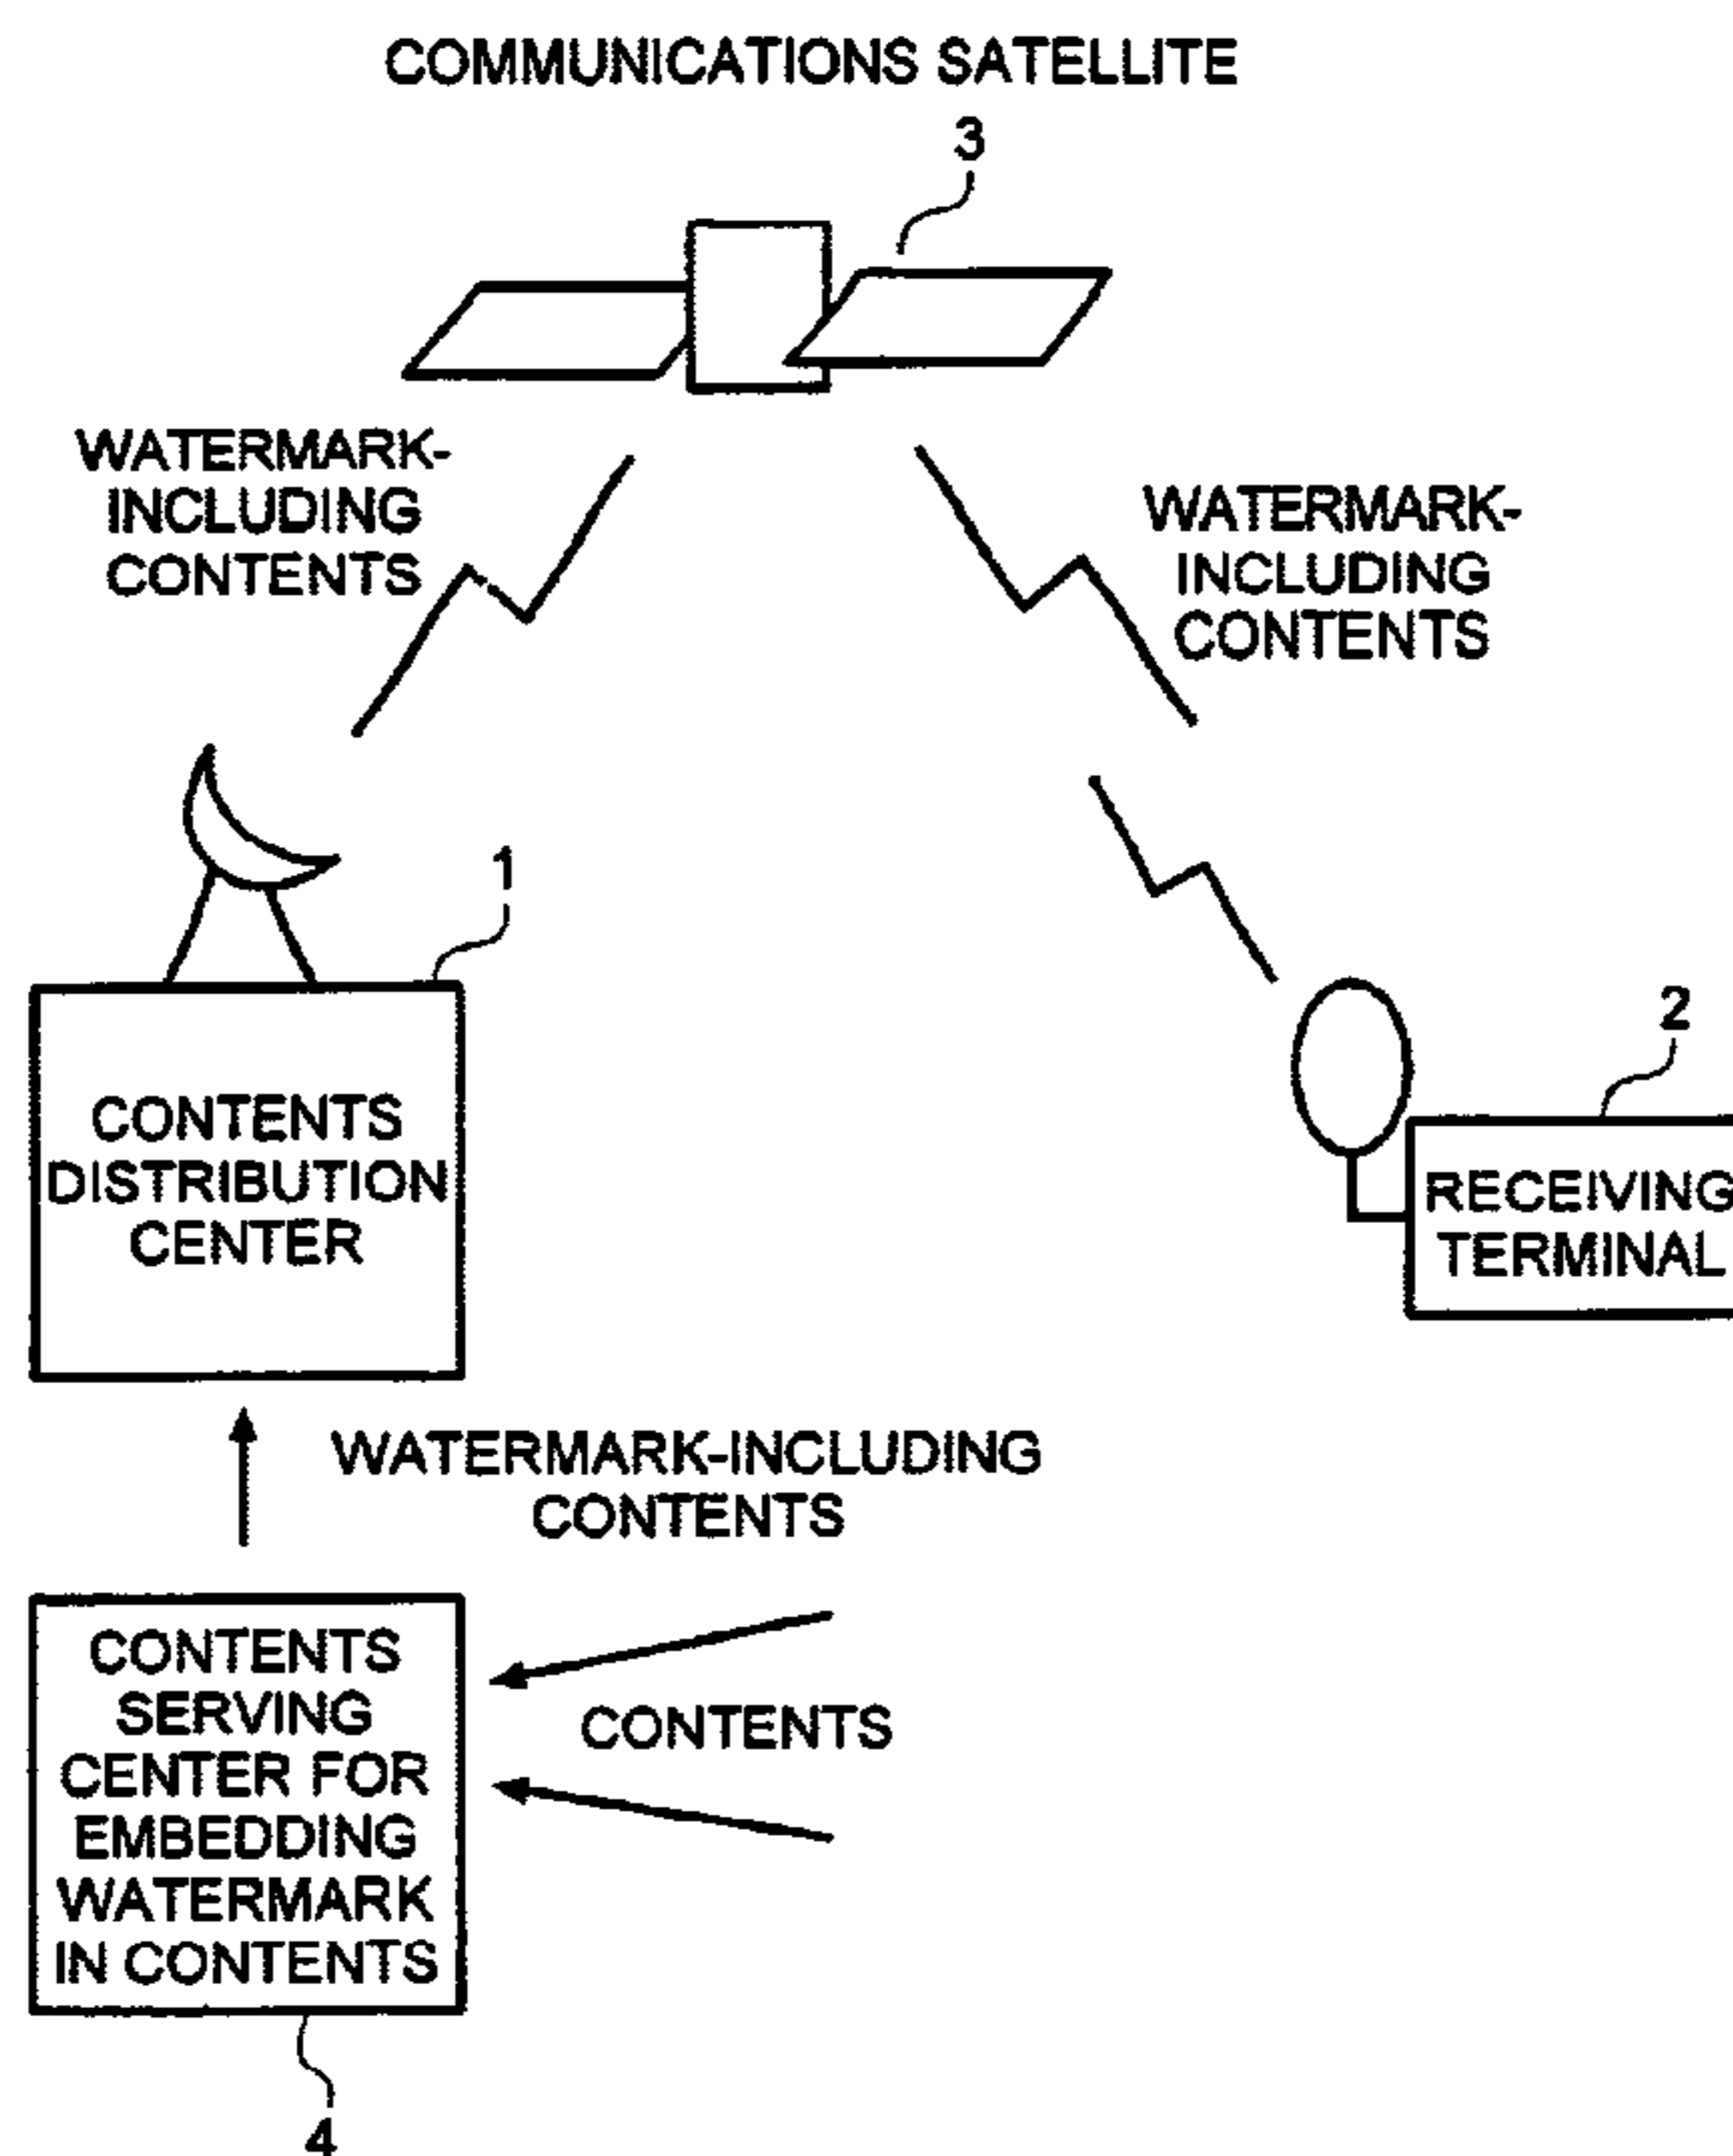 COMMUNICATIONS SATELLITE
3
WATERMARK-
INCLUDING
CONTENTS
WATERMARK-
INCLUDING
CONTENTS
1
CONTENTS
DISTRIBUTION
CENTER
2
RECEIVING
TERMINAL
WATERMARK-INCLUDING
CONTENTS
CONTENTS
SERVING
CENTER FOR
EMBEDDING
WATERMARK
IN CONTENTS
CONTENTS
4